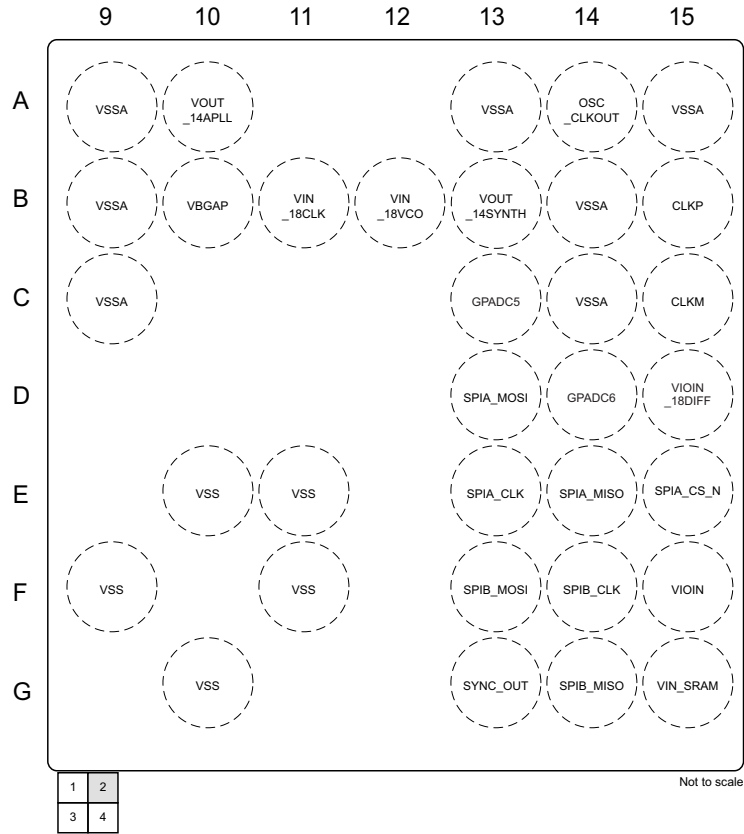 9 10 11 12 13 14 15
A
VSSA
VOUT
_14APLL
VSSA
OSC
_CLKOUT
VSSA
B
VSSA
VBGAP
VIN
_18CLK
VIN
_18VCO
VOUT
_14SYNTH
VSSA
CLKP
C
VSSA
GPADC5
VSSA
CLKM
D
SPIA_MOSI
GPADC6
VIOIN
_18DIFF
E
VSS
VSS
SPIA_CLK
SPIA_MISO
SPIA_CS_N
F
VSS
VSS
SPIB_MOSI
SPIB_CLK
VIOIN
G
VSS
SYNC_OUT
SPIB_MISO
VIN_SRAM
Not to scale
1 2
3 4